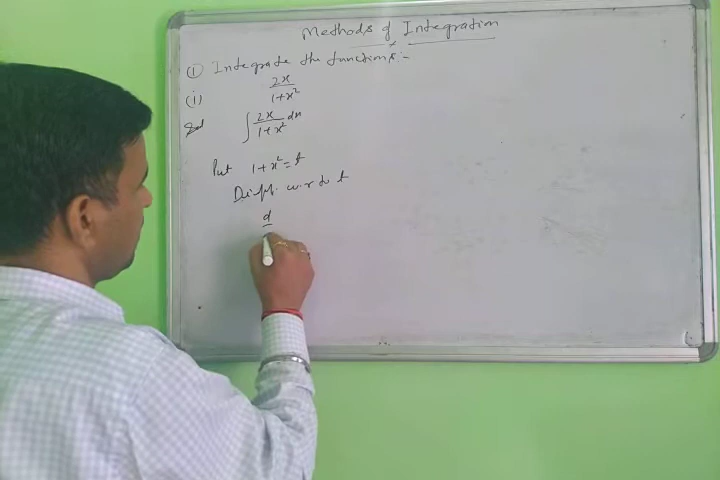 Methods of Integration
① Integrate the functions:-
(i) 2x/1+x²
Sol ∫ 2x/1+x² dx
Put 1+x² = t
Diff. w.r to t
d